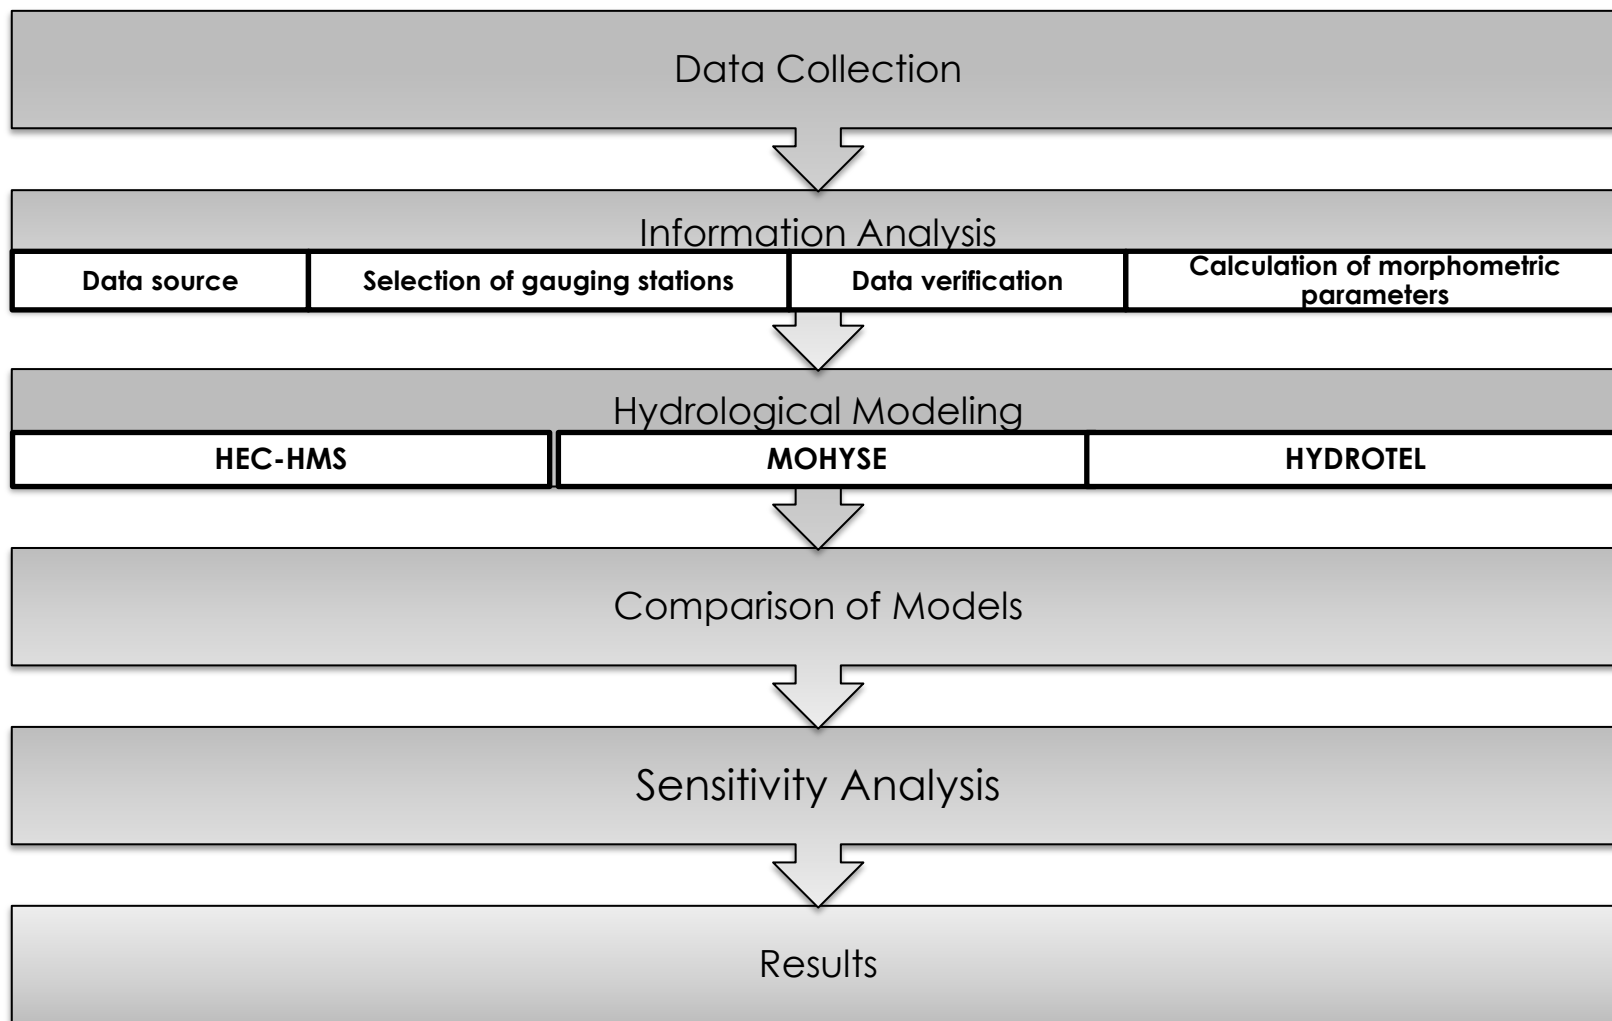 Data Collection
Information Analysis
Data source
Selection of gauging stations
Data verification
Calculation of morphometric
parameters
Hydrological Modeling
HEC-HMS
MOHYSE
HYDROTEL
Comparison of Models
Sensitivity Analysis
Results